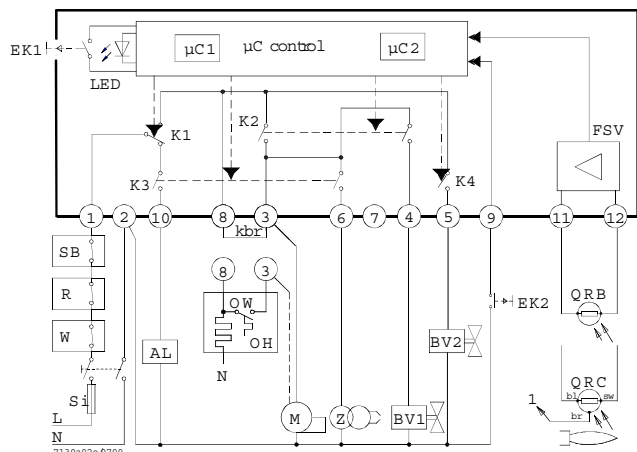 µC1
µC control
µC2
EK1
LED
FSV
K1
K2
K3
K4
1
2
10
8
3
6
7
4
5
9
11
12
kbr
SB
R
W
Si
L
N
AL
8
3
OW
OH
N
M
Z
BV1
BV2
EK2
QRB
QRC
bl
sw
br
1